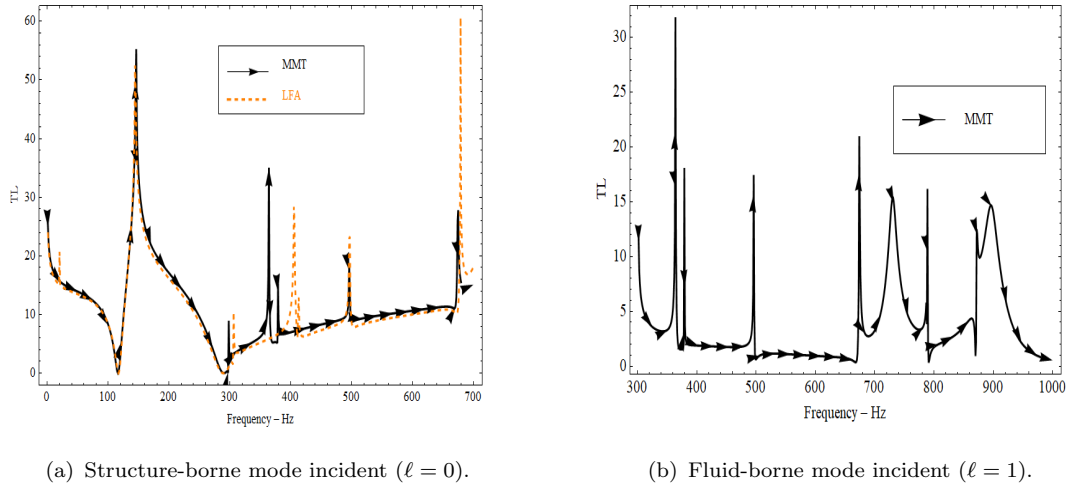 60
50
40
30
20
10
0
TL
0 100 200 300 400 500 600 700
Frequency – Hz
MMT
LFA
(a) Structure-borne mode incident (ℓ = 0).
30
25
20
15
10
5
0
TL
300 400 500 600 700 800 900 1000
Frequency – Hz
MMT
(b) Fluid-borne mode incident (ℓ = 1).